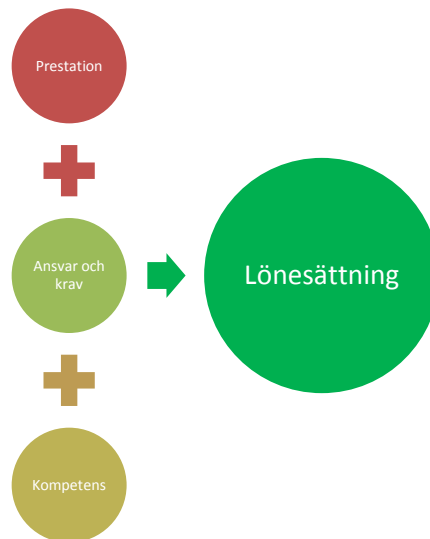 Prestation
Ansvar och
krav
Lönesättning
Kompetens